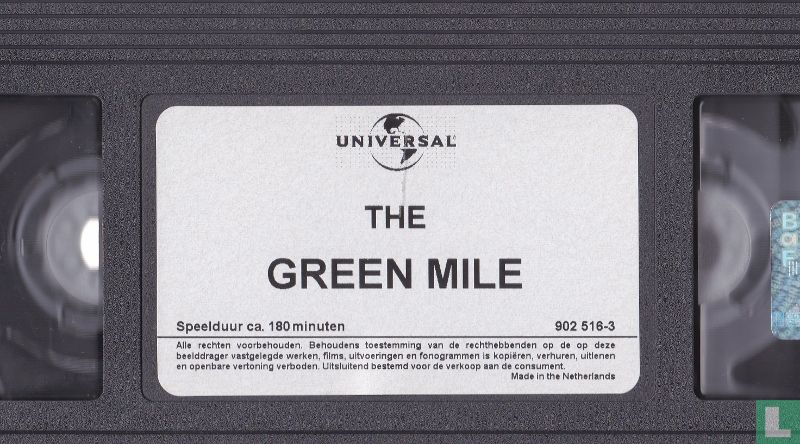 UNIVERSAL
THE
GREEN MILE
Speelduur ca. 180 minuten 902 516-3
Alle rechten voorbehouden. Behoudens toestemming van de rechthebbenden op de op deze
beelddrager vastgelegde werken, films, uitvoeringen en fonogrammen is kopiëren, verhuren, uitlenen
en openbare vertoning verboden. Uitsluitend bestemd voor de verkoop aan de consument.
Made in the Netherlands
L